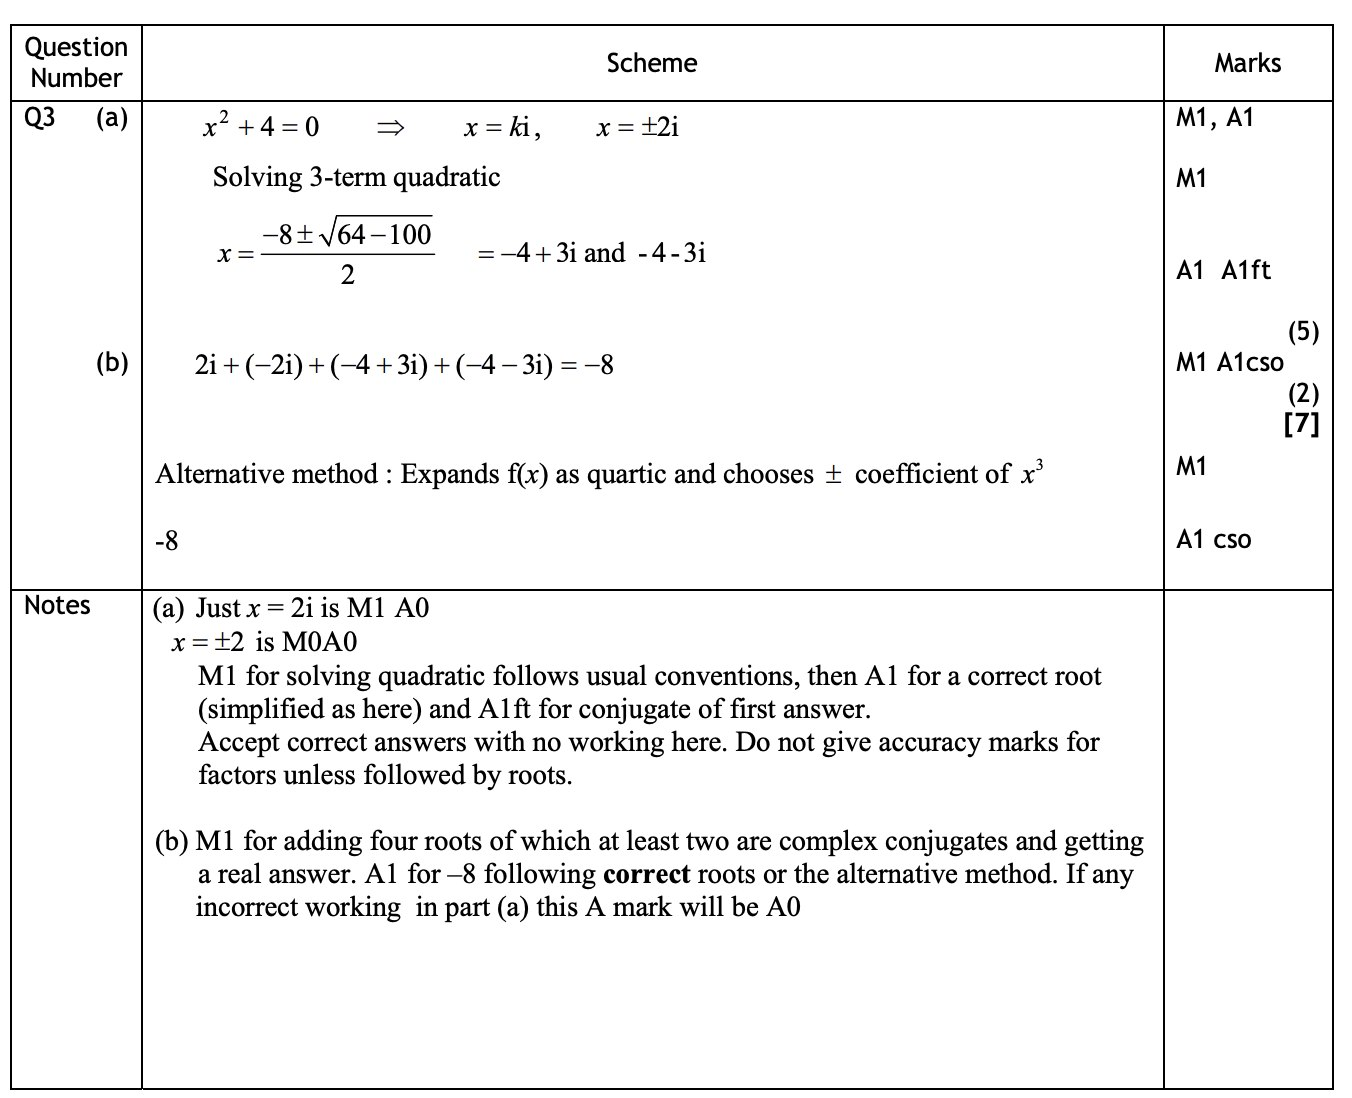 Question Number Scheme Marks
Q3 (a) x² + 4 = 0 ⇒ x = ki, x = ±2i M1, A1
Solving 3-term quadratic M1
x = (−8 ± √(64 − 100)) / 2 = −4 + 3i and - 4 - 3i A1 A1ft
(5)
(b) 2i + (−2i) + (−4 + 3i) + (−4 − 3i) = −8 M1 A1cso
(2)
[7]
Alternative method : Expands f(x) as quartic and chooses ± coefficient of x³ M1
-8 A1 cso
Notes (a) Just x = 2i is M1 A0
x = ±2 is M0A0
M1 for solving quadratic follows usual conventions, then A1 for a correct root
(simplified as here) and A1ft for conjugate of first answer.
Accept correct answers with no working here. Do not give accuracy marks for
factors unless followed by roots.
(b) M1 for adding four roots of which at least two are complex conjugates and getting
a real answer. A1 for –8 following correct roots or the alternative method. If any
incorrect working in part (a) this A mark will be A0